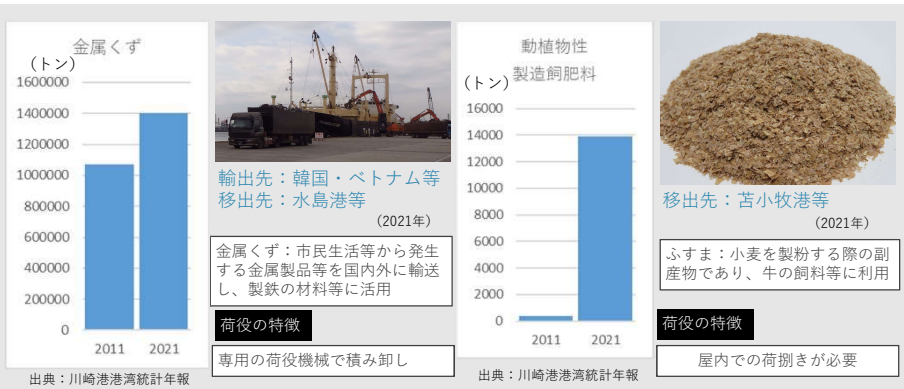 金属くず
（トン）
1600000
1400000
1200000
1000000
800000
600000
400000
200000
0
2011 2021
出典：川崎港港湾統計年報
輸出先：韓国・ベトナム等
移出先：水島港等
（2021年）
金属くず：市民生活等から発生
する金属製品等を国内外に輸送
し、製鉄の材料等に活用
荷役の特徴
専用の荷役機械で積み卸し
動植物性
製造飼肥料
（トン）
16000
14000
12000
10000
8000
6000
4000
2000
0
2011 2021
出典：川崎港港湾統計年報
移出先：苫小牧港等
（2021年）
ふすま：小麦を製粉する際の副
産物であり、牛の飼料等に利用
荷役の特徴
屋内での荷捌きが必要